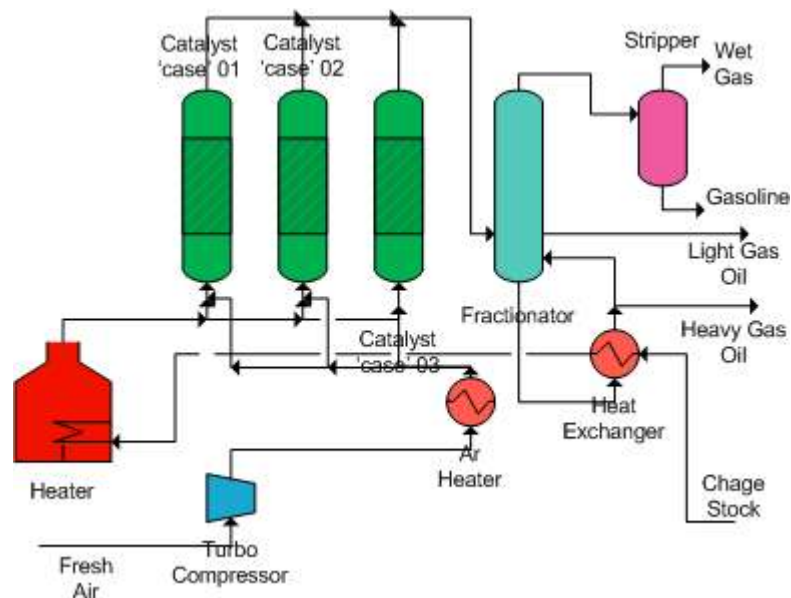 Catalyst
'case' 01
Catalyst
'case' 02
Stripper
Wet
Gas
Gasoline
Light Gas
Oil
Fractionator
Heavy Gas
Oil
Catalyst
'case' 03
Heat
Exchanger
Air
Heater
Heater
Chage
Stock
Turbo
Compressor
Fresh
Air